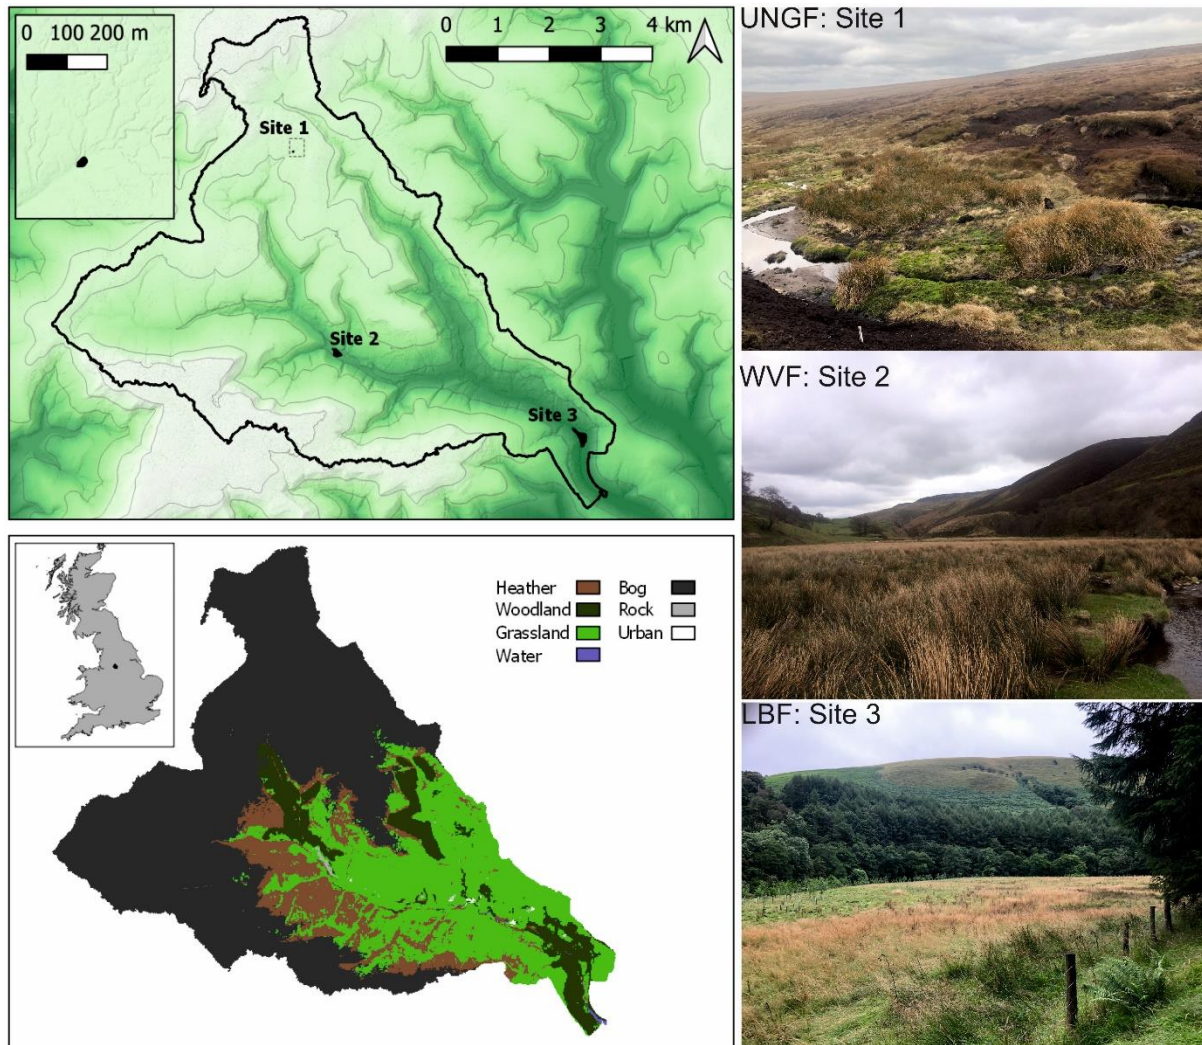 0 100 200 m
0 1 2 3 4 km
Site 1
Site 2
Site 3
Heather
Bog
Woodland
Rock
Grassland
Urban
Water
UNGF: Site 1
WVF: Site 2
LBF: Site 3